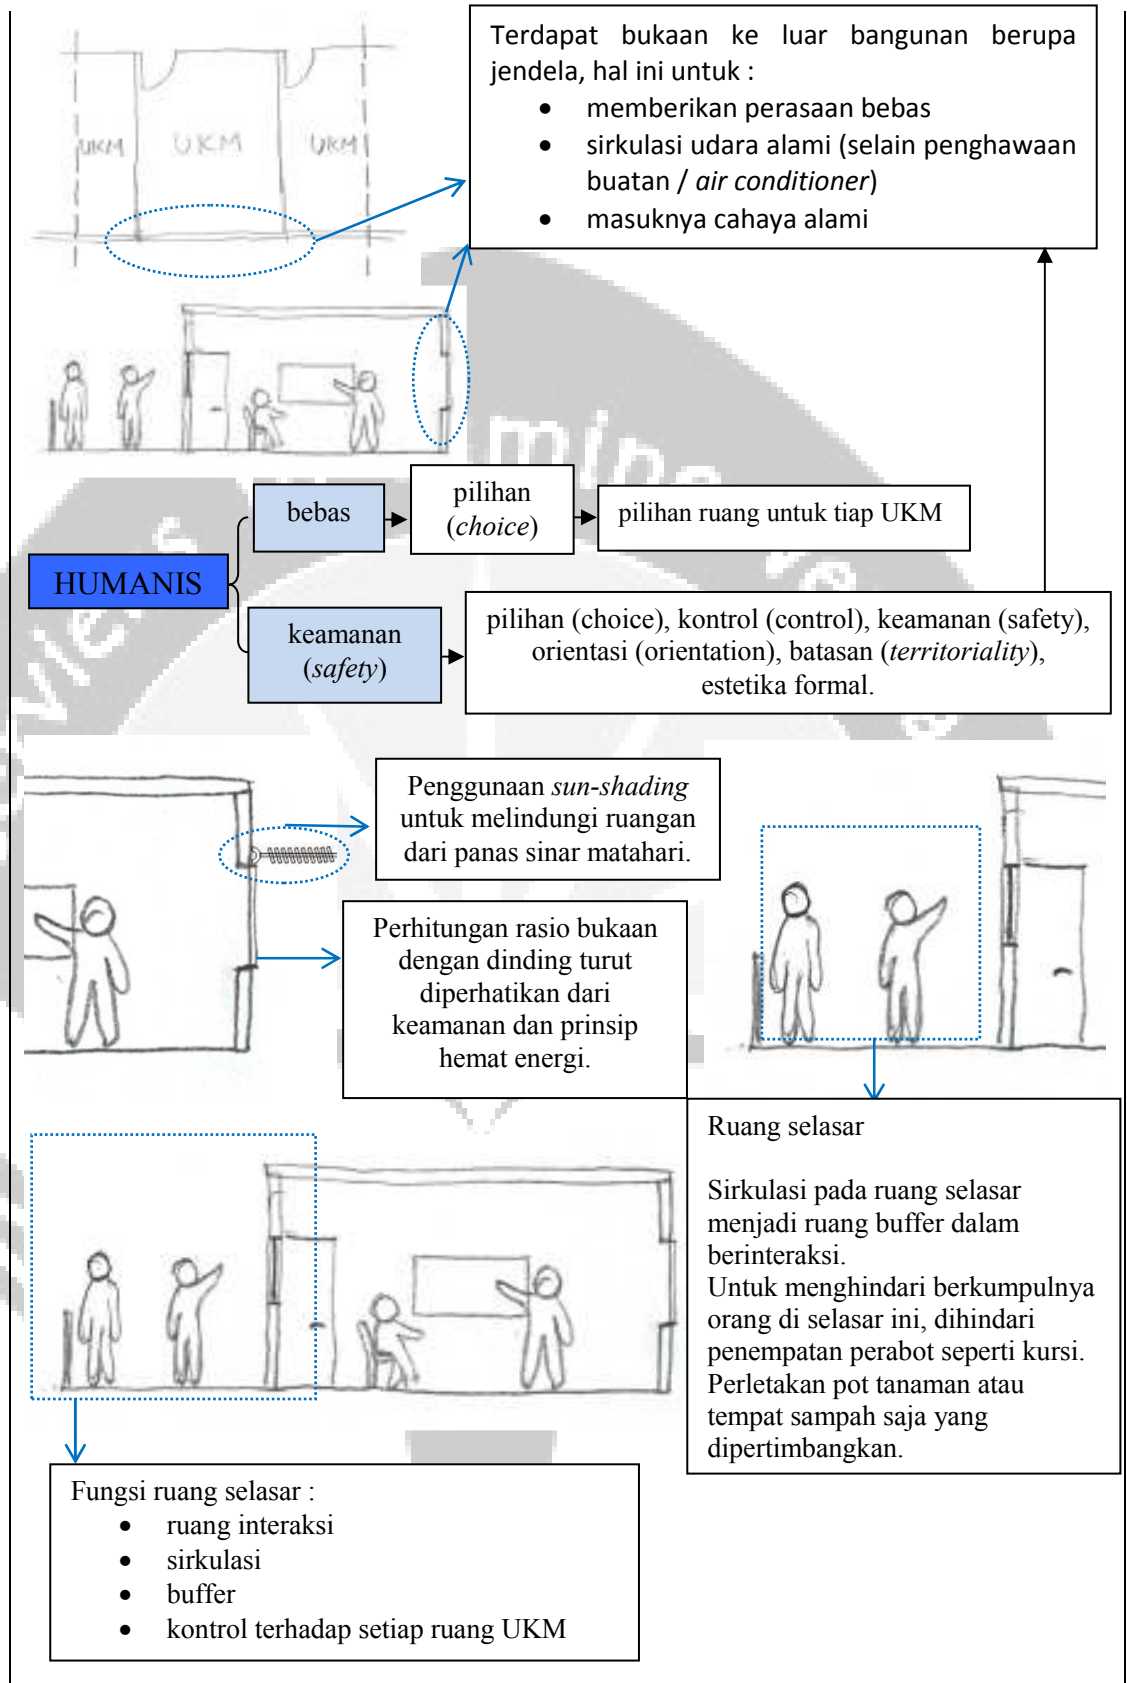 UKM
UKM
UKM
Terdapat bukaan ke luar bangunan berupa
jendela, hal ini untuk :
• memberikan perasaan bebas
• sirkulasi udara alami (selain penghawaan
buatan / air conditioner)
• masuknya cahaya alami
HUMANIS
bebas
pilihan
(choice)
pilihan ruang untuk tiap UKM
keamanan
(safety)
pilihan (choice), kontrol (control), keamanan (safety),
orientasi (orientation), batasan (territoriality),
estetika formal.
Penggunaan sun-shading
untuk melindungi ruangan
dari panas sinar matahari.
Perhitungan rasio bukaan
dengan dinding turut
diperhatikan dari
keamanan dan prinsip
hemat energi.
Ruang selasar
Sirkulasi pada ruang selasar
menjadi ruang buffer dalam
berinteraksi.
Untuk menghindari berkumpulnya
orang di selasar ini, dihindari
penempatan perabot seperti kursi.
Perletakan pot tanaman atau
tempat sampah saja yang
dipertimbangkan.
Fungsi ruang selasar :
• ruang interaksi
• sirkulasi
• buffer
• kontrol terhadap setiap ruang UKM